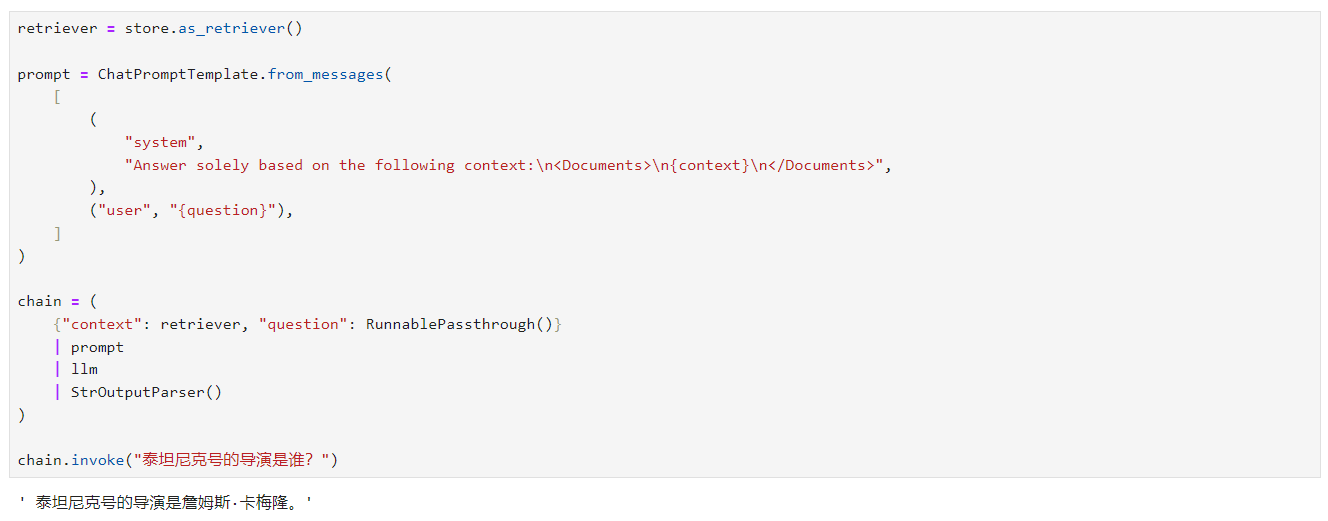 retriever = store.as_retriever()
prompt = ChatPromptTemplate.from_messages(
[
(
"system",
"Answer solely based on the following context:\n<Documents>\n{context}\n</Documents>",
),
("user", "{question}"),
]
)
chain = (
{"context": retriever, "question": RunnablePassthrough()}
| prompt
| llm
| StrOutputParser()
)
chain.invoke("泰坦尼克号的导演是谁？")
' 泰坦尼克号的导演是詹姆斯·卡梅隆。'